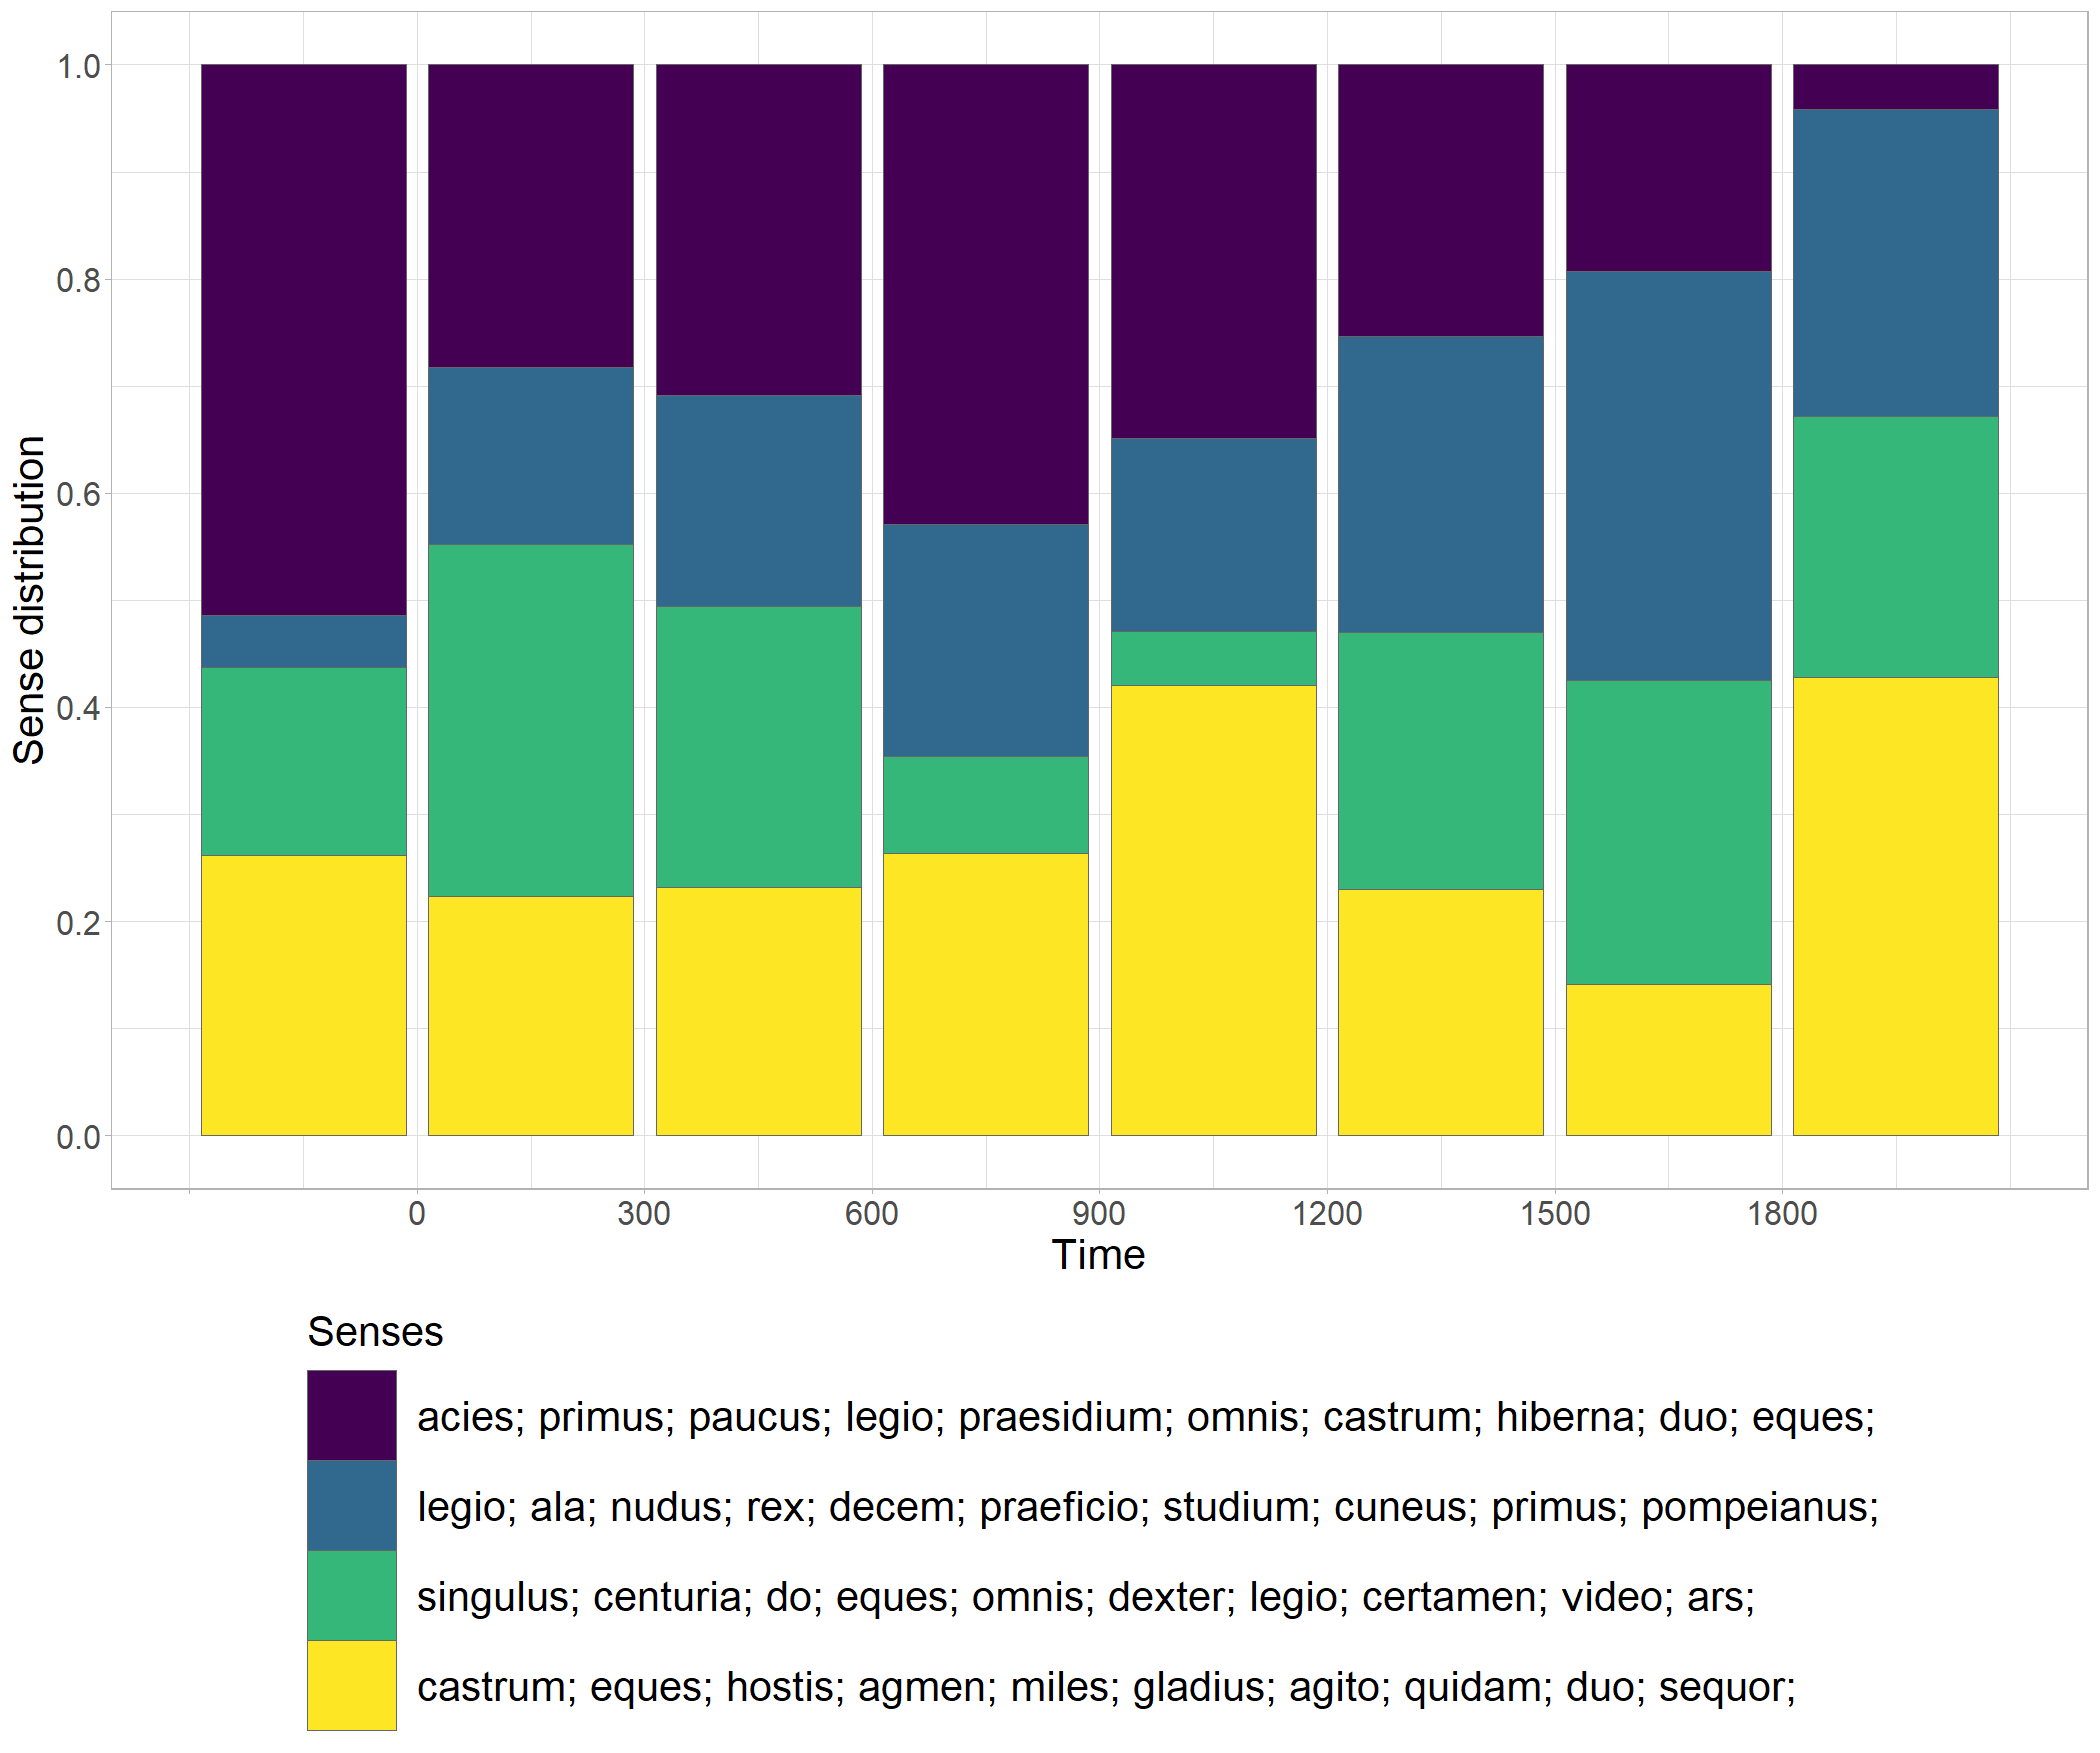 1.0
0.8
0.6
0.4
0.2
0.0
Sense distribution
0 300 600 900 1200 1500 1800
Time
Senses
acies; primus; paucus; legio; praesidium; omnis; castrum; hiberna; duo; eques;
legio; ala; nudus; rex; decem; praeficio; studium; cuneus; primus; pompeianus;
singulus; centuria; do; eques; omnis; dexter; legio; certamen; video; ars;
castrum; eques; hostis; agmen; miles; gladius; agito; quidam; duo; sequor;